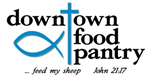 downtown
food
pantry
... feed my sheep John 21:17